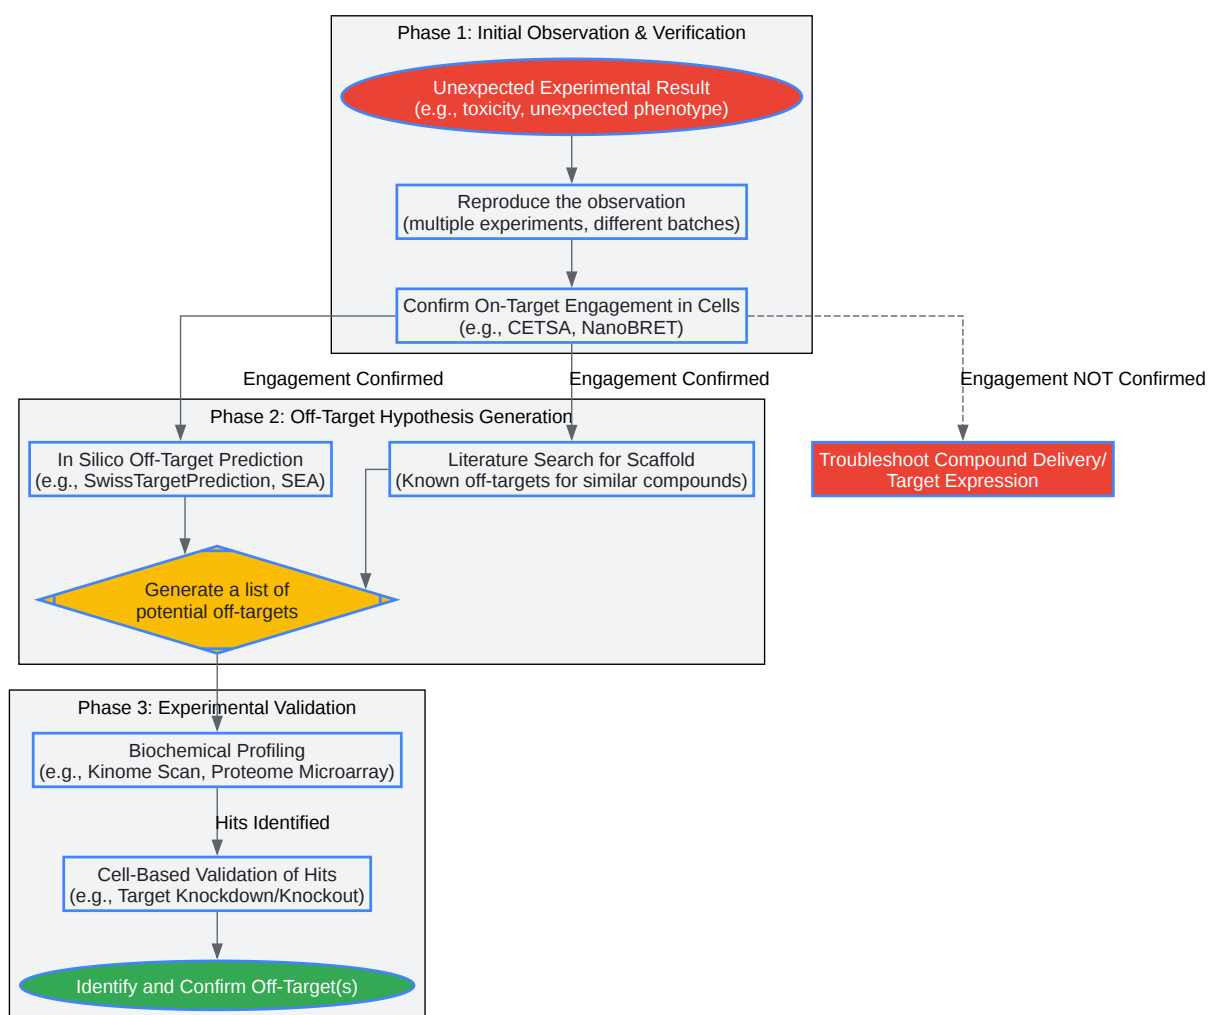 Phase 1: Initial Observation & Verification
Unexpected Experimental Result
(e.g., toxicity, unexpected phenotype)
Reproduce the observation
(multiple experiments, different batches)
Confirm On-Target Engagement in Cells
(e.g., CETSA, NanoBRET)
Engagement Confirmed
Engagement Confirmed
Engagement NOT Confirmed
Phase 2: Off-Target Hypothesis Generation
In Silico Off-Target Prediction
(e.g., SwissTargetPrediction, SEA)
Literature Search for Scaffold
(Known off-targets for similar compounds)
Troubleshoot Compound Delivery/
Target Expression
Generate a list of
potential off-targets
Phase 3: Experimental Validation
Biochemical Profiling
(e.g., Kinome Scan, Proteome Microarray)
Hits Identified
Cell-Based Validation of Hits
(e.g., Target Knockdown/Knockout)
Identify and Confirm Off-Target(s)